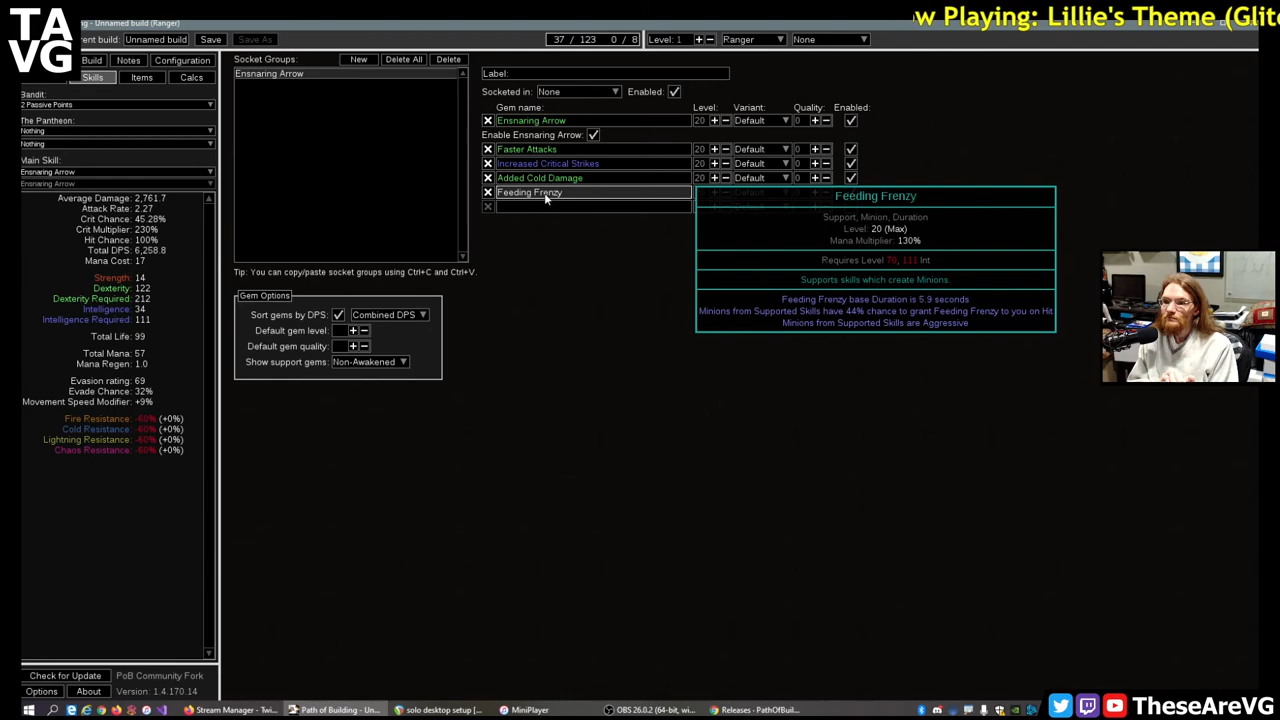 TA
VG
w Playing: Lillie's Theme (Glitc
ng - Unnamed build (Ranger)
rent build: Unnamed build Save Save As 37 / 123 0 / 8 Level: 1 + - Ranger None
Build Notes Configuration
Skills Items Calcs
Bandit:
2 Passive Points
The Pantheon:
Nothing
Nothing
Main Skill:
Ensnaring Arrow
Ensnaring Arrow
Average Damage: 2,761.7
Attack Rate: 2.27
Crit Chance: 45.28%
Crit Multiplier: 230%
Hit Chance: 100%
Total DPS: 6,258.8
Mana Cost: 17
Strength: 14
Dexterity: 122
Dexterity Required: 212
Intelligence: 34
Intelligence Required: 111
Total Life: 99
Total Mana: 57
Mana Regen: 1.0
Evasion rating: 69
Evade Chance: 32%
Movement Speed Modifier: +9%
Fire Resistance: -60% (+0%)
Cold Resistance: -60% (+0%)
Lightning Resistance: -60% (+0%)
Chaos Resistance: -60% (+0%)
Check for Update PoB Community Fork
Options About Version: 1.4.170.14
Socket Groups: New Delete All Delete
Ensnaring Arrow
Tip: You can copy/paste socket groups using Ctrl+C and Ctrl+V.
Gem Options
Sort gems by DPS: Combined DPS
Default gem level: + -
Default gem quality: + -
Show support gems: Non-Awakened
Label:
Socketed in: None Enabled:
Gem name: Level: Variant: Quality: Enabled:
Ensnaring Arrow 20 + - Default 0 + -
Enable Ensnaring Arrow:
Faster Attacks 20 + - Default 0 + -
Increased Critical Strikes 20 + - Default 0 + -
Added Cold Damage 20 + - Default 0 + -
Feeding Frenzy
Feeding Frenzy
Support, Minion, Duration
Level: 20 (Max)
Mana Multiplier: 130%
Requires Level 70, 111 Int
Supports skills which create Minions.
Feeding Frenzy base Duration is 5.9 seconds
Minions from Supported Skills have 44% chance to grant Feeding Frenzy to you on Hit
Minions from Supported Skills are Aggressive
Stream Manager - Twi... Path of Building - Un... solo desktop setup [... MiniPlayer OBS 26.0.2 (64-bit, wi... Releases - PathOfBuil...
TheseAreVG